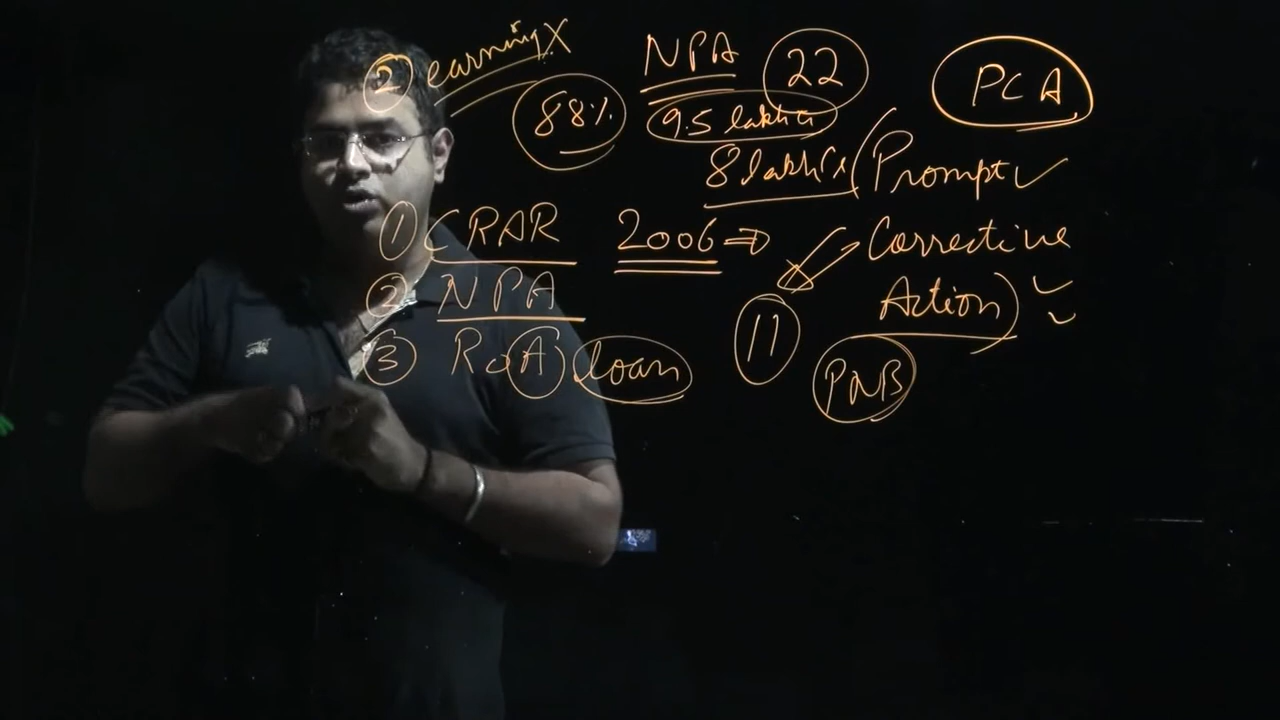 ② earning X NPA 22 PCA
88% 9.5 lakh cr
8 lakh cr (Prompt ✓
① CRAR 2006 ⇒ Corrective
② NPA Action) ✓ ✓
③ RoA loan 11 PNB